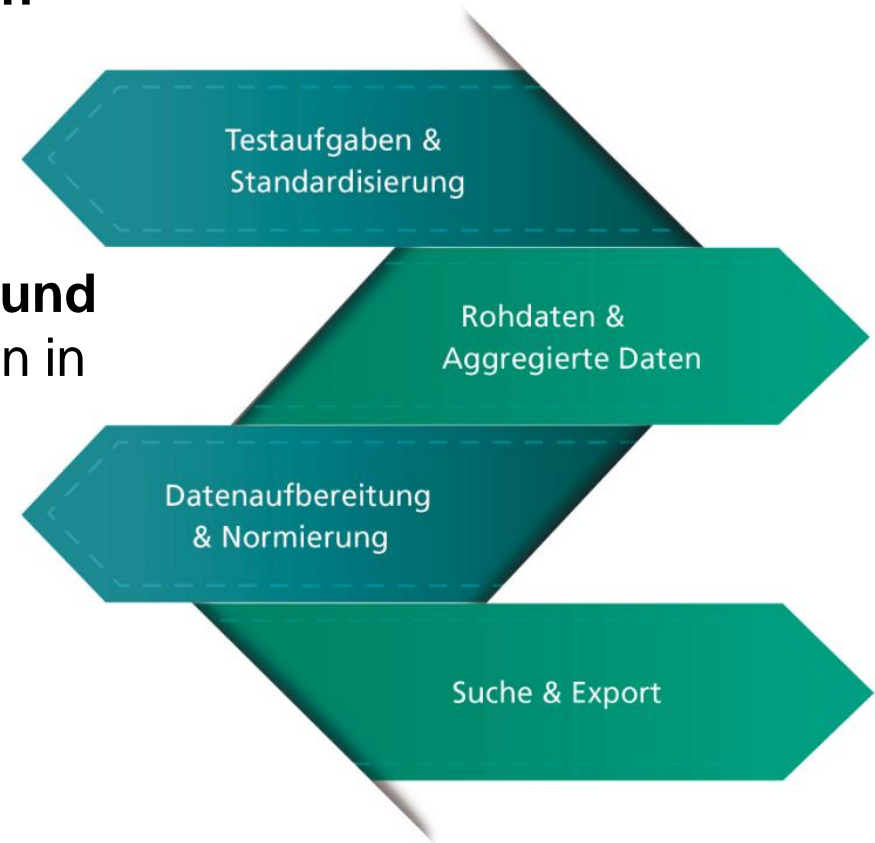 Testaufgaben &
Standardisierung
und
n in
Rohdaten &
Aggregierte Daten
Datenaufbereitung
& Normierung
Suche & Export